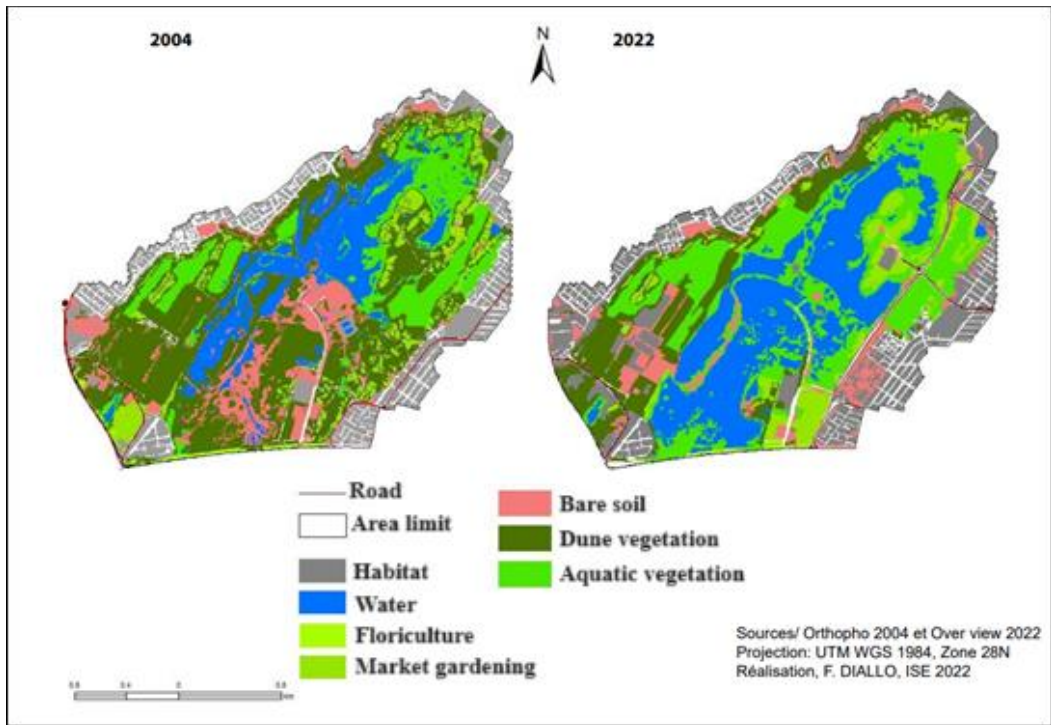 2004
N
2022
Road
Area limit
Habitat
Water
Floriculture
Market gardening
Bare soil
Dune vegetation
Aquatic vegetation
Sources/ Orthopho 2004 et Over view 2022
Projection: UTM WGS 1984, Zone 28N
Réalisation, F. DIALLO, ISE 2022